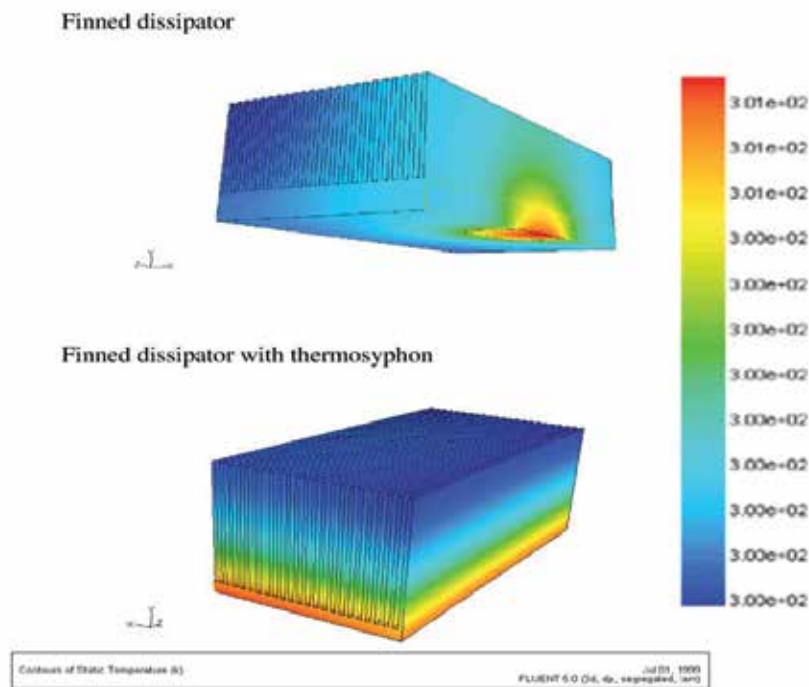 Finned dissipator
3.01e+02
3.01e+02
3.01e+02
3.00e+02
3.00e+02
3.00e+02
3.00e+02
3.00e+02
3.00e+02
3.00e+02
3.00e+02
3.00e+02
Finned dissipator with thermosyphon
Contours of Static Temperature (k)
Jul 01, 1999
FLUENT 5.0 (3d, dp, segregated, lam)